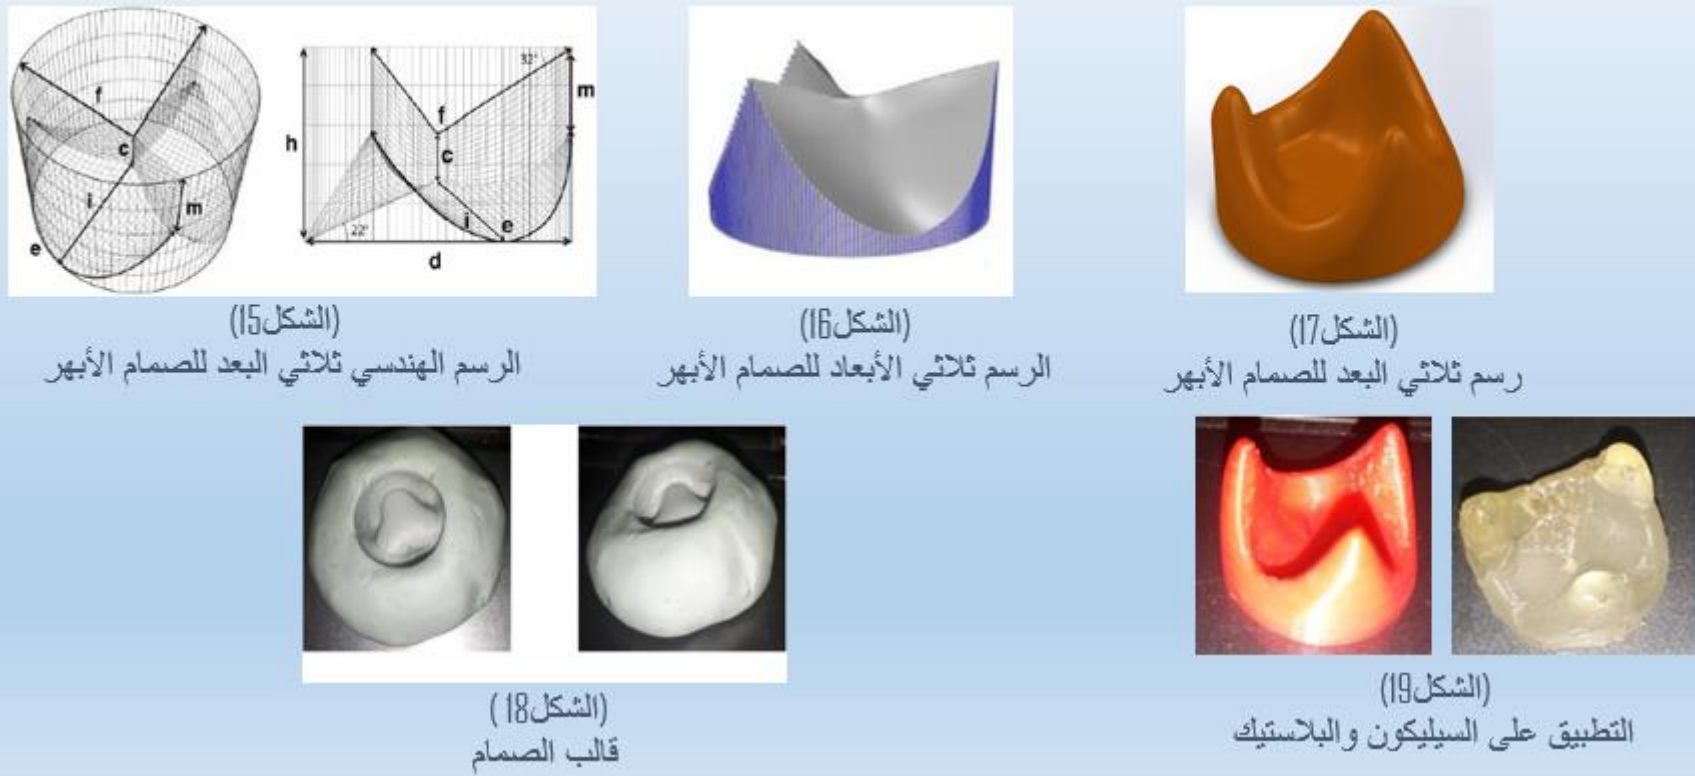 f
c
i
m
e
h
32°
m
f
c
i
e
22°
d
(الشكل15)
الرسم الهندسي ثلاثي البعد للصمام الأبهر
(الشكل16)
الرسم ثلاثي الأبعاد للصمام الأبهر
(الشكل17)
رسم ثلاثي البعد للصمام الأبهر
(الشكل18 )
قالب الصمام
(الشكل19)
التطبيق على السيليكون والبلاستيك